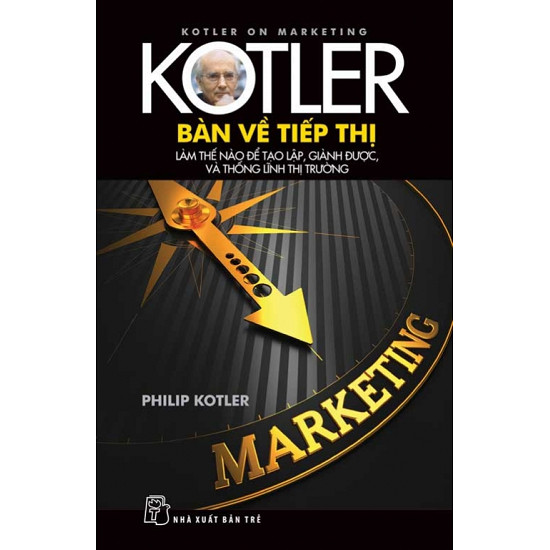 KOTLER ON MARKETING
KOTLER
BÀN VỀ TIẾP THỊ
LÀM THẾ NÀO ĐỂ TẠO LẬP, GIÀNH ĐƯỢC,
VÀ THỐNG LĨNH THỊ TRƯỜNG
MARKETING
PHILIP KOTLER
NHÀ XUẤT BẢN TRẺ